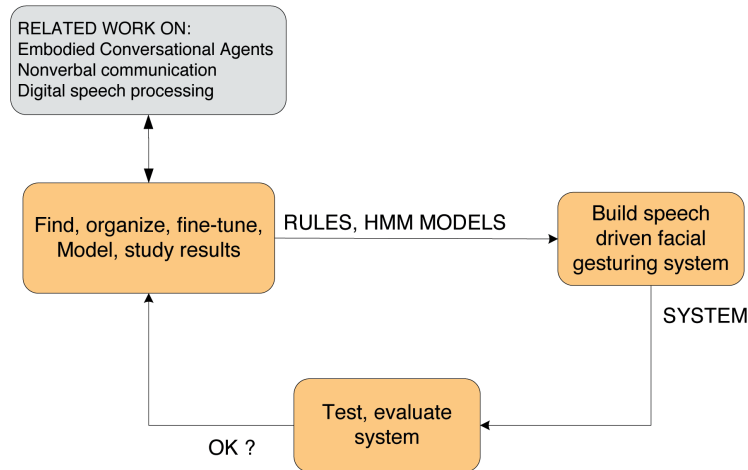 RELATED WORK ON:
Embodied Conversational Agents
Nonverbal communication
Digital speech processing
Find, organize, fine-tune,
Model, study results
RULES, HMM MODELS
Build speech
driven facial
gesturing system
SYSTEM
Test, evaluate
system
OK ?